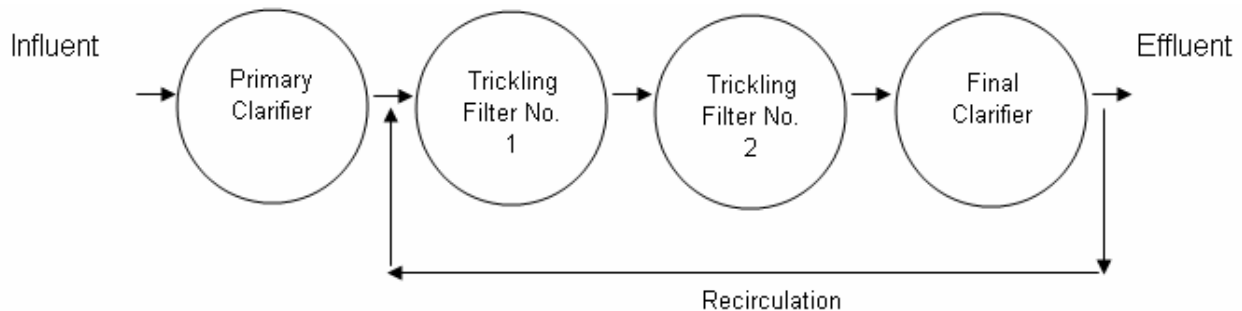 Influent
Primary
Clarifier
Trickling
Filter No.
1
Trickling
Filter No.
2
Final
Clarifier
Effluent
Recirculation